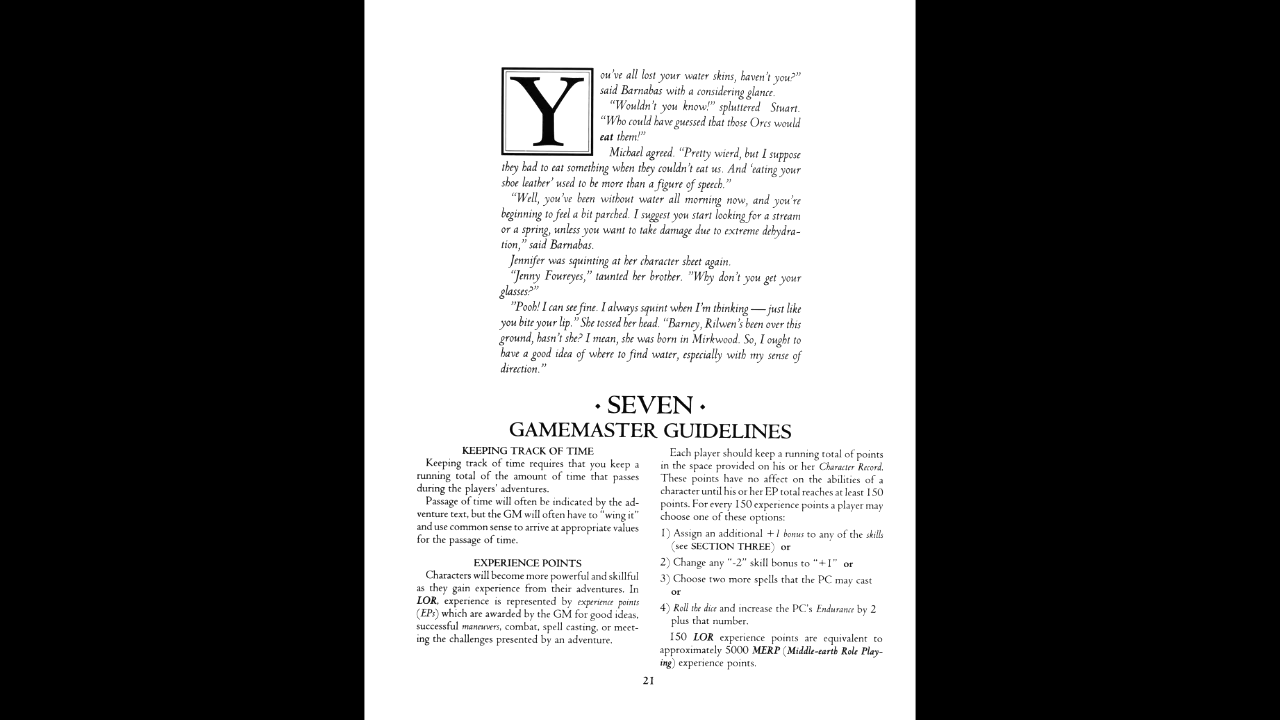 You've all lost your water skins, haven't you?"
said Barnabas with a considering glance.
"Wouldn't you know!" spluttered Stuart.
"Who could have guessed that those Orcs would
eat them!"
Michael agreed. "Pretty wierd, but I suppose
they had to eat something when they couldn't eat us. And 'eating your
shoe leather' used to be more than a figure of speech."
"Well, you've been without water all morning now, and you're
beginning to feel a bit parched. I suggest you start looking for a stream
or a spring, unless you want to take damage due to extreme dehydra-
tion," said Barnabas.
Jennifer was squinting at her character sheet again.
"Jenny Foureyes," taunted her brother. "Why don't you get your
glasses?"
"Pooh! I can see fine. I always squint when I'm thinking — just like
you bite your lip." She tossed her head. "Barney, Rilwen's been over this
ground, hasn't she? I mean, she was born in Mirkwood. So, I ought to
have a good idea of where to find water, especially with my sense of
direction."
• SEVEN •
GAMEMASTER GUIDELINES
KEEPING TRACK OF TIME
Keeping track of time requires that you keep a
running total of the amount of time that passes
during the players' adventures.
Passage of time will often be indicated by the ad-
venture text, but the GM will often have to "wing it"
and use common sense to arrive at appropriate values
for the passage of time.
EXPERIENCE POINTS
Characters will become more powerful and skillful
as they gain experience from their adventures. In
LOR, experience is represented by experience points
(EPs) which are awarded by the GM for good ideas,
successful maneuvers, combat, spell casting, or meet-
ing the challenges presented by an adventure.
Each player should keep a running total of points
in the space provided on his or her Character Record.
These points have no affect on the abilities of a
character until his or her EP total reaches at least 150
points. For every 150 experience points a player may
choose one of these options:
1) Assign an additional +1 bonus to any of the skills
(see SECTION THREE) or
2) Change any "-2" skill bonus to "+1" or
3) Choose two more spells that the PC may cast
or
4) Roll the dice and increase the PC's Endurance by 2
plus that number.
150 LOR experience points are equivalent to
approximately 5000 MERP (Middle-earth Role Play-
ing) experience points.
21